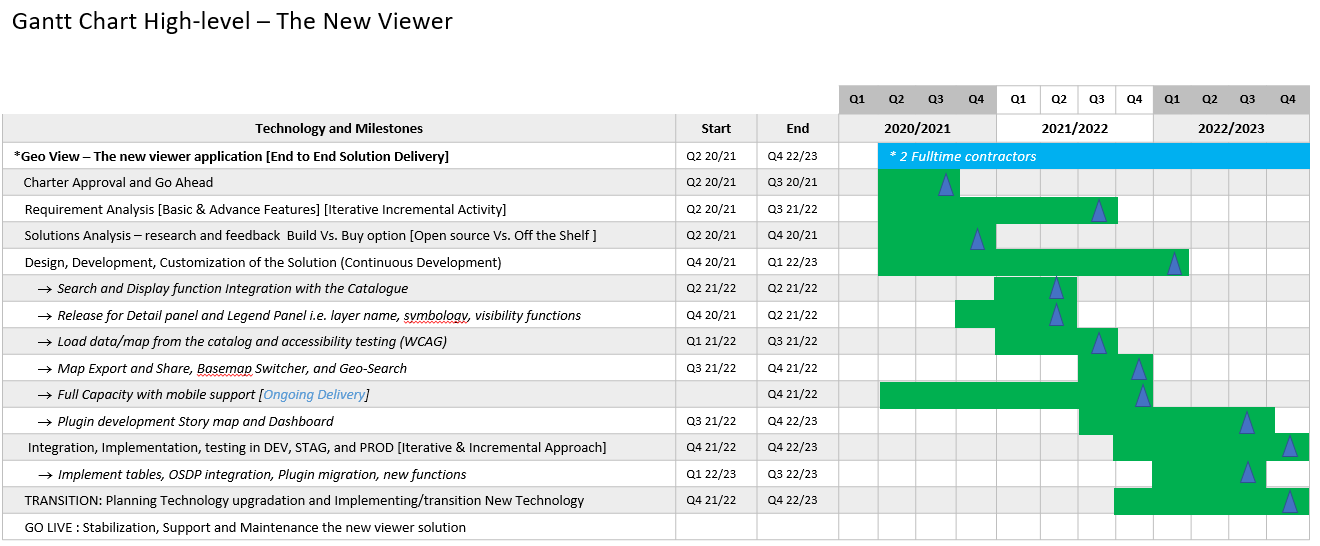 Gantt Chart High-level – The New Viewer
Q1 Q2 Q3 Q4 Q1 Q2 Q3 Q4 Q1 Q2 Q3 Q4
Technology and Milestones Start End 2020/2021 2021/2022 2022/2023
*Geo View – The new viewer application [End to End Solution Delivery] Q2 20/21 Q4 22/23 * 2 Fulltime contractors
Charter Approval and Go Ahead Q2 20/21 Q3 20/21
Requirement Analysis [Basic & Advance Features] [Iterative Incremental Activity] Q2 20/21 Q3 21/22
Solutions Analysis – research and feedback Build Vs. Buy option [Open source Vs. Off the Shelf ] Q2 20/21 Q4 20/21
Design, Development, Customization of the Solution (Continuous Development) Q4 20/21 Q1 22/23
→ Search and Display function Integration with the Catalogue Q2 21/22 Q2 21/22
→ Release for Detail panel and Legend Panel i.e. layer name, symbology, visibility functions Q4 20/21 Q2 21/22
→ Load data/map from the catalog and accessibility testing (WCAG) Q1 21/22 Q3 21/22
→ Map Export and Share, Basemap Switcher, and Geo-Search Q3 21/22 Q4 21/22
→ Full Capacity with mobile support [Ongoing Delivery] Q4 21/22
→ Plugin development Story map and Dashboard Q3 21/22 Q4 22/23
Integration, Implementation, testing in DEV, STAG, and PROD [Iterative & Incremental Approach] Q4 21/22 Q4 22/23
→ Implement tables, OSDP integration, Plugin migration, new functions Q1 22/23 Q3 22/23
TRANSITION: Planning Technology upgradation and Implementing/transition New Technology Q4 21/22 Q4 22/23
GO LIVE : Stabilization, Support and Maintenance the new viewer solution